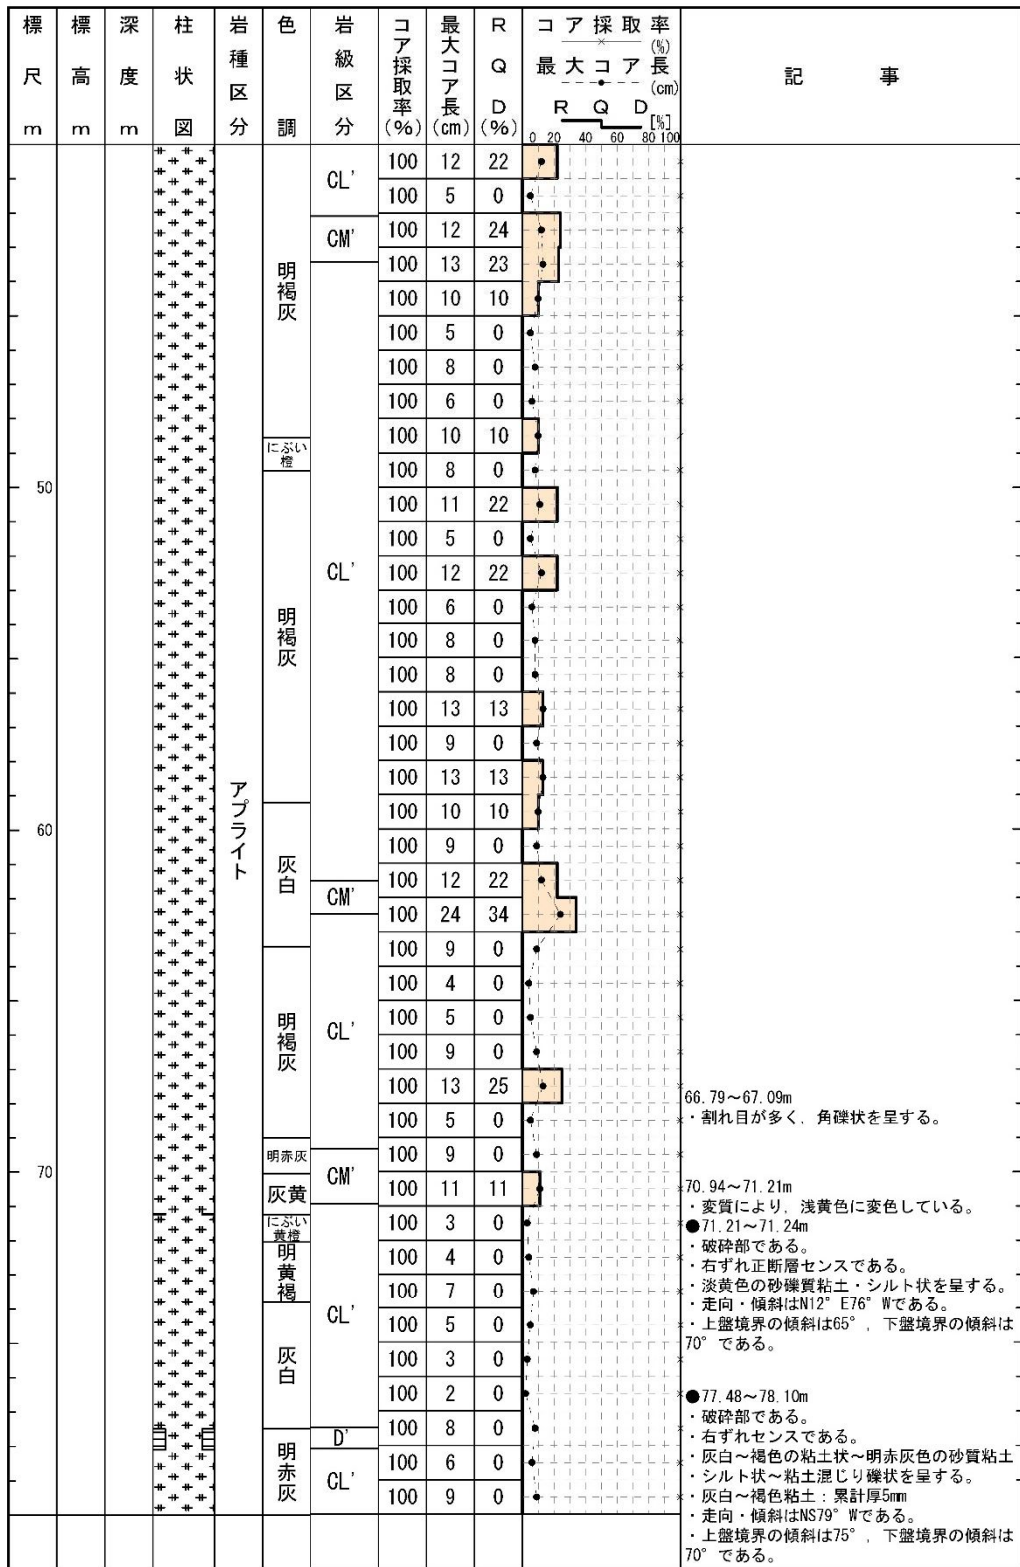 標尺m
標高m
深度m
柱状図
岩種区分
色調
岩級区分
コア採取率(%)
最大コア長(cm)
RQD(%)
コア採取率
(%)
最大コア長
(cm)
RQD
[%]
0 20 40 60 80 100
記事
100 12 22
CL'
100 5 0
100 12 24
CM'
100 13 23
明褐灰
100 10 10
100 5 0
100 8 0
100 6 0
100 10 10
にぶい
橙
100 8 0
50
100 11 22
100 5 0
CL'
100 12 22
100 6 0
明褐灰
100 8 0
100 8 0
100 13 13
100 9 0
100 13 13
アプライト
100 10 10
60
100 9 0
灰白
100 12 22
CM'
100 24 34
100 9 0
100 4 0
100 5 0
CL'
明褐灰
100 9 0
100 13 25
66.79～67.09m
・割れ目が多く，角礫状を呈する。
100 5 0
明赤灰
100 9 0
70
CM'
灰黄
100 11 11
70.94～71.21m
・変質により，浅黄色に変色している。
にぶい
黄橙
100 3 0
●71.21～71.24m
・破砕部である。
明黄褐
100 4 0
・右ずれ正断層センスである。
・淡黄色の砂礫質粘土・シルト状を呈する。
100 7 0
・走向・傾斜はN12°E76°Wである。
CL'
100 5 0
・上盤境界の傾斜は65°，下盤境界の傾斜は
70°である。
灰白
100 3 0
100 2 0
●77.48～78.10m
・破砕部である。
100 8 0
D'
・右ずれセンスである。
明赤灰
100 6 0
・灰白～褐色の粘土状～明赤灰色の砂質粘土
・シルト状～粘土混じり礫状を呈する。
CL'
100 9 0
・灰白～褐色粘土：累計厚5mm
・走向・傾斜はNS79°Wである。
・上盤境界の傾斜は75°，下盤境界の傾斜は
70°である。